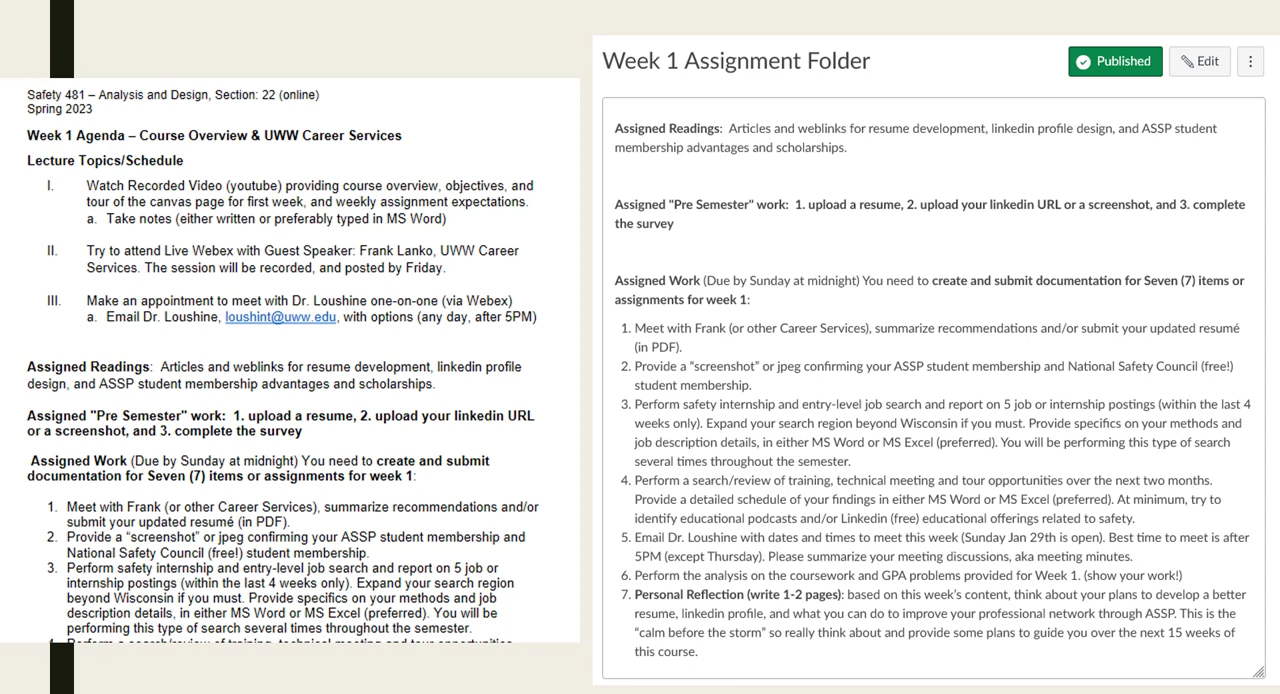 Safety 481 – Analysis and Design, Section: 22 (online)
Spring 2023
Week 1 Agenda – Course Overview & UWW Career Services
Lecture Topics/Schedule
I. Watch Recorded Video (youtube) providing course overview, objectives, and
tour of the canvas page for first week, and weekly assignment expectations.
a. Take notes (either written or preferably typed in MS Word)
II. Try to attend Live Webex with Guest Speaker: Frank Lanko, UWW Career
Services. The session will be recorded, and posted by Friday.
III. Make an appointment to meet with Dr. Loushine one-on-one (via Webex)
a. Email Dr. Loushine, loushint@uww.edu, with options (any day, after 5PM)
Assigned Readings: Articles and weblinks for resume development, linkedin profile
design, and ASSP student membership advantages and scholarships.
Assigned "Pre Semester" work: 1. upload a resume, 2. upload your linkedin URL
or a screenshot, and 3. complete the survey
Assigned Work (Due by Sunday at midnight) You need to create and submit
documentation for Seven (7) items or assignments for week 1:
1. Meet with Frank (or other Career Services), summarize recommendations and/or
submit your updated resumé (in PDF).
2. Provide a “screenshot” or jpeg confirming your ASSP student membership and
National Safety Council (free!) student membership.
3. Perform safety internship and entry-level job search and report on 5 job or
internship postings (within the last 4 weeks only). Expand your search region
beyond Wisconsin if you must. Provide specifics on your methods and job
description details, in either MS Word or MS Excel (preferred). You will be
performing this type of search several times throughout the semester.
4. Perform a search/review of training, technical meeting and tour opportunities
Week 1 Assignment Folder
Published
Edit
Assigned Readings: Articles and weblinks for resume development, linkedin profile design, and ASSP student
membership advantages and scholarships.
Assigned "Pre Semester" work: 1. upload a resume, 2. upload your linkedin URL or a screenshot, and 3. complete
the survey
Assigned Work (Due by Sunday at midnight) You need to create and submit documentation for Seven (7) items or
assignments for week 1:
1. Meet with Frank (or other Career Services), summarize recommendations and/or submit your updated resumé
(in PDF).
2. Provide a “screenshot” or jpeg confirming your ASSP student membership and National Safety Council (free!)
student membership.
3. Perform safety internship and entry-level job search and report on 5 job or internship postings (within the last 4
weeks only). Expand your search region beyond Wisconsin if you must. Provide specifics on your methods and
job description details, in either MS Word or MS Excel (preferred). You will be performing this type of search
several times throughout the semester.
4. Perform a search/review of training, technical meeting and tour opportunities over the next two months.
Provide a detailed schedule of your findings in either MS Word or MS Excel (preferred). At minimum, try to
identify educational podcasts and/or Linkedin (free) educational offerings related to safety.
5. Email Dr. Loushine with dates and times to meet this week (Sunday Jan 29th is open). Best time to meet is after
5PM (except Thursday). Please summarize your meeting discussions, aka meeting minutes.
6. Perform the analysis on the coursework and GPA problems provided for Week 1. (show your work!)
7. Personal Reflection (write 1-2 pages): based on this week’s content, think about your plans to develop a better
resume, linkedin profile, and what you can do to improve your professional network through ASSP. This is the
“calm before the storm” so really think about and provide some plans to guide you over the next 15 weeks of
this course.